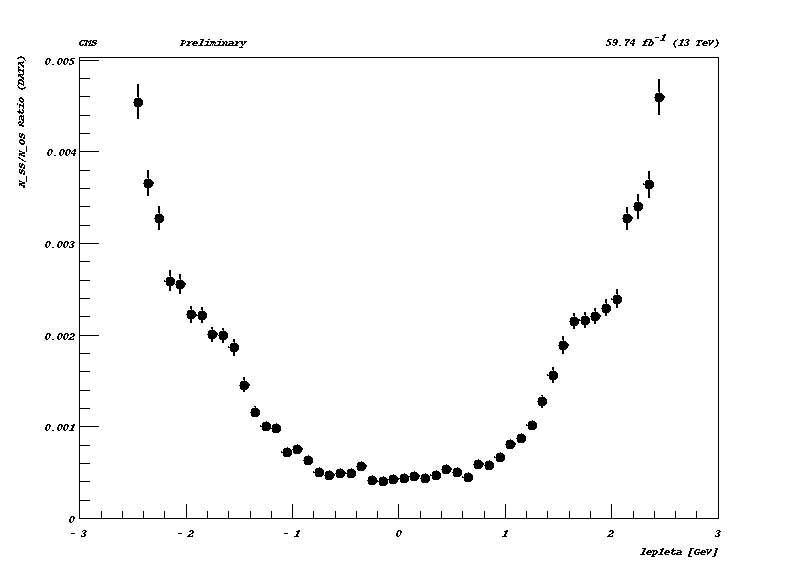 CMS Preliminary 59.74 fb⁻¹ (13 TeV)
N_SS/N_OS Ratio (DATA)
0.005
0.004
0.003
0.002
0.001
0
-3 -2 -1 0 1 2 3
lepleta [GeV]